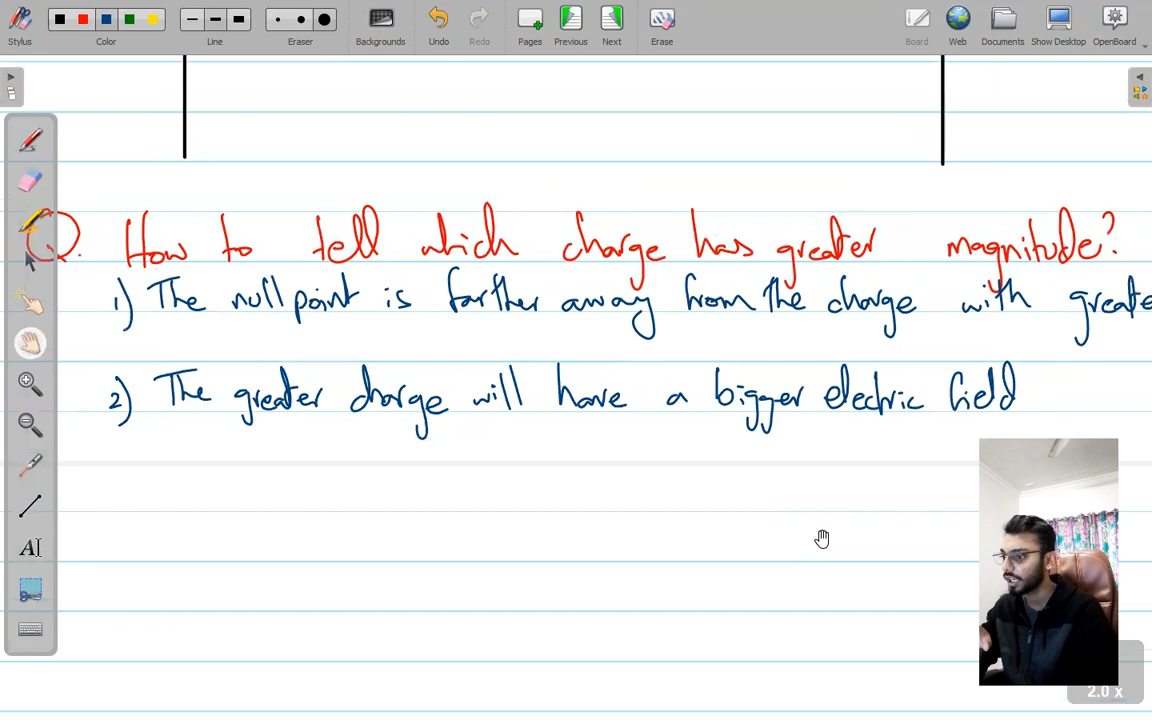 Stylus
Color
Line
Eraser
Backgrounds
Undo
Redo
Pages
Previous
Next
Erase
Board
Web
Documents
Show Desktop
OpenBoard
Q. How to tell which charge has greater magnitude?
1) The null point is farther away from the charge with greate
2) The greater charge will have a bigger electric field
AI
2.0 x